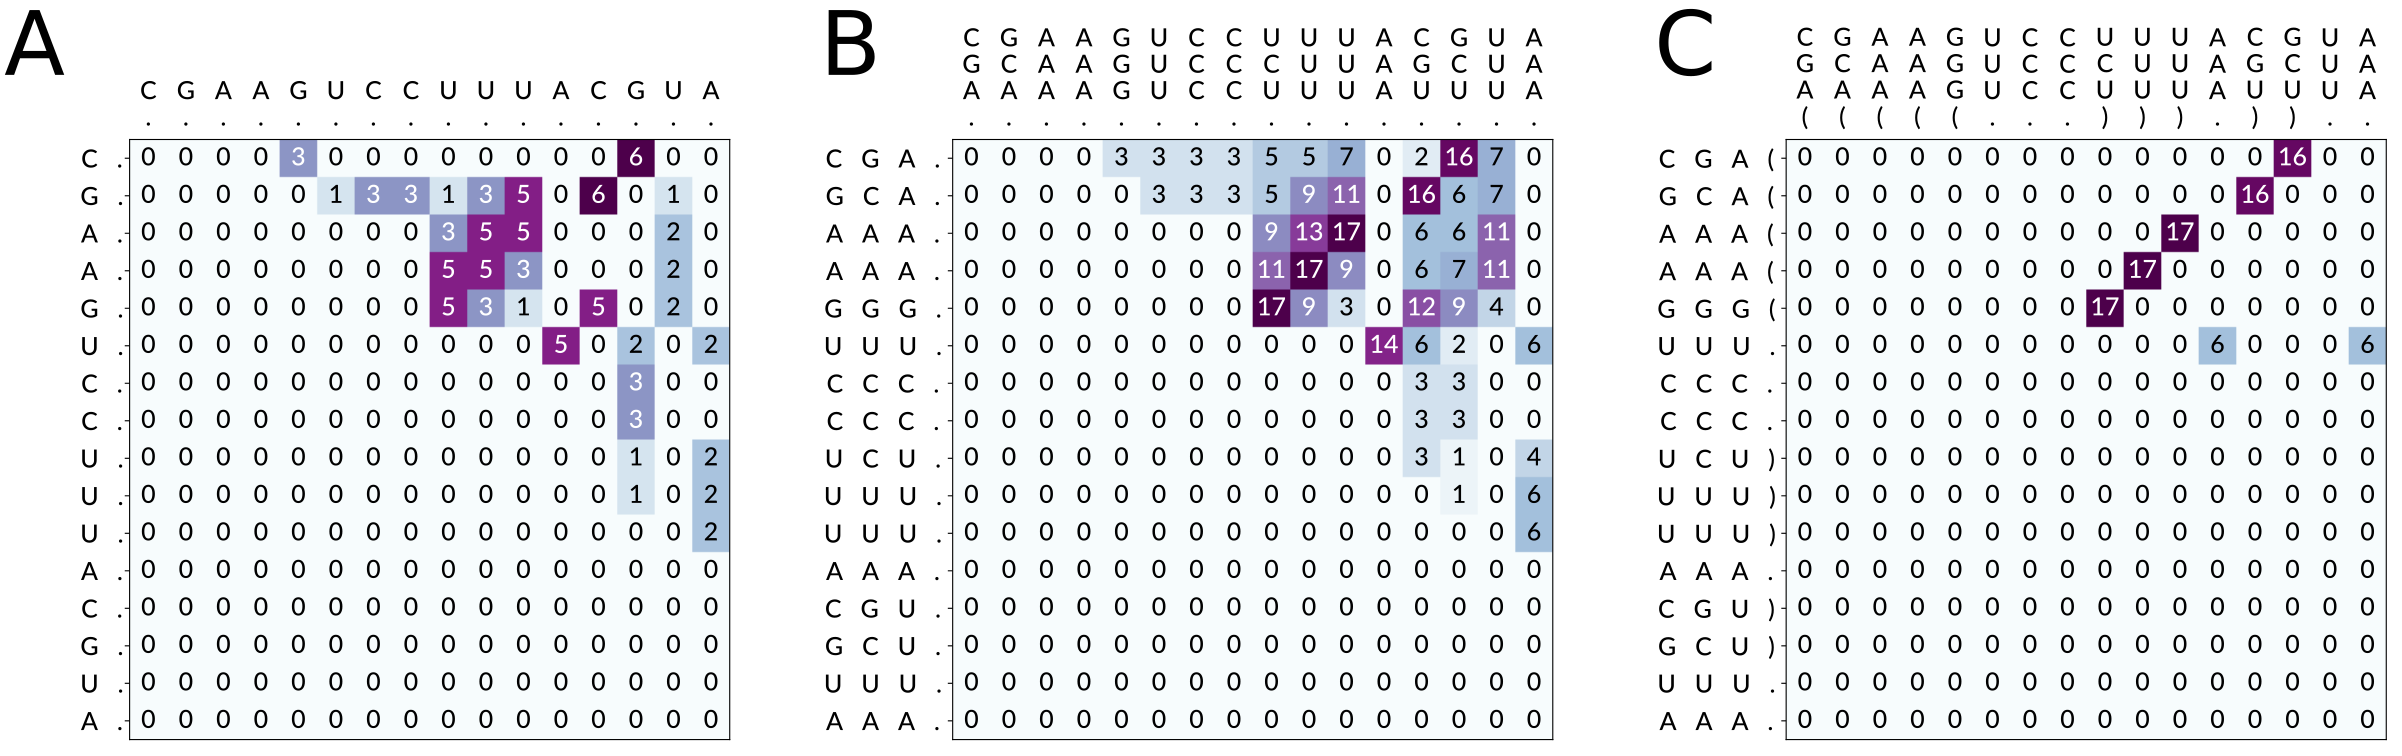 A
C G A A G U C C U U U A C G U A
. . . . . . . . . . . . . . . .
C . 0 0 0 0 3 0 0 0 0 0 0 0 0 6 0 0
G . 0 0 0 0 0 1 3 3 1 3 5 0 6 0 1 0
A . 0 0 0 0 0 0 0 0 3 5 5 0 0 0 2 0
A . 0 0 0 0 0 0 0 0 5 5 3 0 0 0 2 0
G . 0 0 0 0 0 0 0 0 5 3 1 0 5 0 2 0
U . 0 0 0 0 0 0 0 0 0 0 0 5 0 2 0 2
C . 0 0 0 0 0 0 0 0 0 0 0 0 0 3 0 0
C . 0 0 0 0 0 0 0 0 0 0 0 0 0 3 0 0
U . 0 0 0 0 0 0 0 0 0 0 0 0 0 1 0 2
U . 0 0 0 0 0 0 0 0 0 0 0 0 0 1 0 2
U . 0 0 0 0 0 0 0 0 0 0 0 0 0 0 0 2
A . 0 0 0 0 0 0 0 0 0 0 0 0 0 0 0 0
C . 0 0 0 0 0 0 0 0 0 0 0 0 0 0 0 0
G . 0 0 0 0 0 0 0 0 0 0 0 0 0 0 0 0
U . 0 0 0 0 0 0 0 0 0 0 0 0 0 0 0 0
A . 0 0 0 0 0 0 0 0 0 0 0 0 0 0 0 0
B
C G A A G U C C U U U A C G U A
G C A A G U C C C U U A G C U A
A A A A G U C C U U U A U U U A
. . . . . . . . . . . . . . . .
C G A . 0 0 0 0 3 3 3 3 5 5 7 0 2 16 7 0
G C A . 0 0 0 0 0 3 3 3 5 9 11 0 16 6 7 0
A A A . 0 0 0 0 0 0 0 0 9 13 17 0 6 6 11 0
A A A . 0 0 0 0 0 0 0 0 11 17 9 0 6 7 11 0
G G G . 0 0 0 0 0 0 0 0 17 9 3 0 12 9 4 0
U U U . 0 0 0 0 0 0 0 0 0 0 0 14 6 2 0 6
C C C . 0 0 0 0 0 0 0 0 0 0 0 0 3 3 0 0
C C C . 0 0 0 0 0 0 0 0 0 0 0 0 3 3 0 0
U C U . 0 0 0 0 0 0 0 0 0 0 0 0 3 1 0 4
U U U . 0 0 0 0 0 0 0 0 0 0 0 0 0 1 0 6
U U U . 0 0 0 0 0 0 0 0 0 0 0 0 0 0 0 6
A A A . 0 0 0 0 0 0 0 0 0 0 0 0 0 0 0 0
C G U . 0 0 0 0 0 0 0 0 0 0 0 0 0 0 0 0
G C U . 0 0 0 0 0 0 0 0 0 0 0 0 0 0 0 0
U U U . 0 0 0 0 0 0 0 0 0 0 0 0 0 0 0 0
A A A . 0 0 0 0 0 0 0 0 0 0 0 0 0 0 0 0
C
C G A A G U C C U U U A C G U A
G C A A G U C C C U U A G C U A
A A A A G U C C U U U A U U U A
( ( ( ( ( . . . ) ) ) . ) ) . .
C G A ( 0 0 0 0 0 0 0 0 0 0 0 0 0 16 0 0
G C A ( 0 0 0 0 0 0 0 0 0 0 0 0 16 0 0 0
A A A ( 0 0 0 0 0 0 0 0 0 0 17 0 0 0 0 0
A A A ( 0 0 0 0 0 0 0 0 0 17 0 0 0 0 0 0
G G G ( 0 0 0 0 0 0 0 0 17 0 0 0 0 0 0 0
U U U . 0 0 0 0 0 0 0 0 0 0 0 6 0 0 0 6
C C C . 0 0 0 0 0 0 0 0 0 0 0 0 0 0 0 0
C C C . 0 0 0 0 0 0 0 0 0 0 0 0 0 0 0 0
U C U ) 0 0 0 0 0 0 0 0 0 0 0 0 0 0 0 0
U U U ) 0 0 0 0 0 0 0 0 0 0 0 0 0 0 0 0
U U U ) 0 0 0 0 0 0 0 0 0 0 0 0 0 0 0 0
A A A . 0 0 0 0 0 0 0 0 0 0 0 0 0 0 0 0
C G U ) 0 0 0 0 0 0 0 0 0 0 0 0 0 0 0 0
G C U ) 0 0 0 0 0 0 0 0 0 0 0 0 0 0 0 0
U U U . 0 0 0 0 0 0 0 0 0 0 0 0 0 0 0 0
A A A . 0 0 0 0 0 0 0 0 0 0 0 0 0 0 0 0